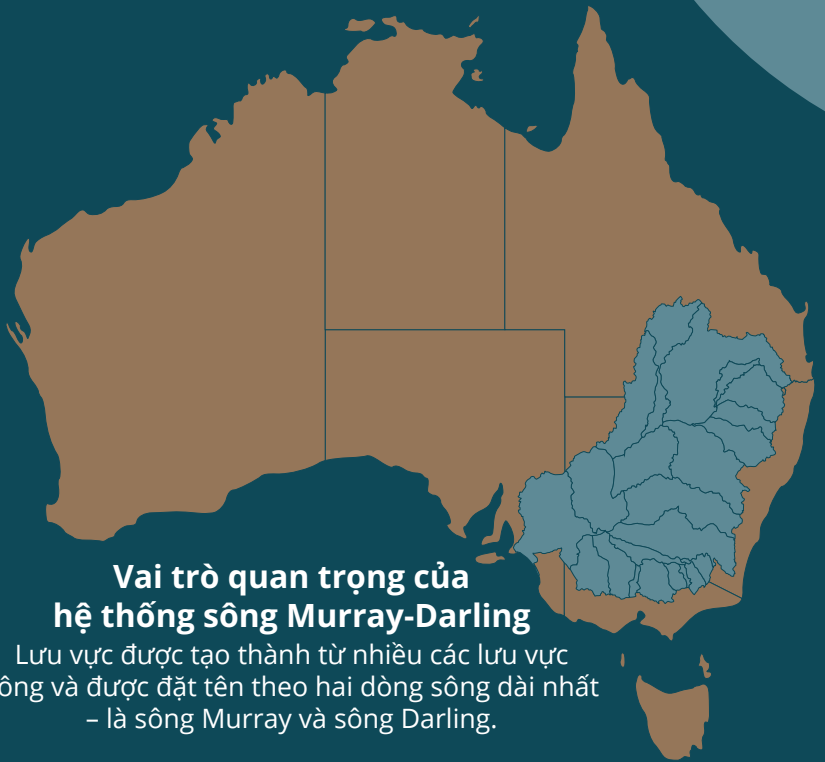 Vai trò quan trọng của
hệ thống sông Murray-Darling
Lưu vực được tạo thành từ nhiều các lưu vực
ông và được đặt tên theo hai dòng sông dài nhất
– là sông Murray và sông Darling.